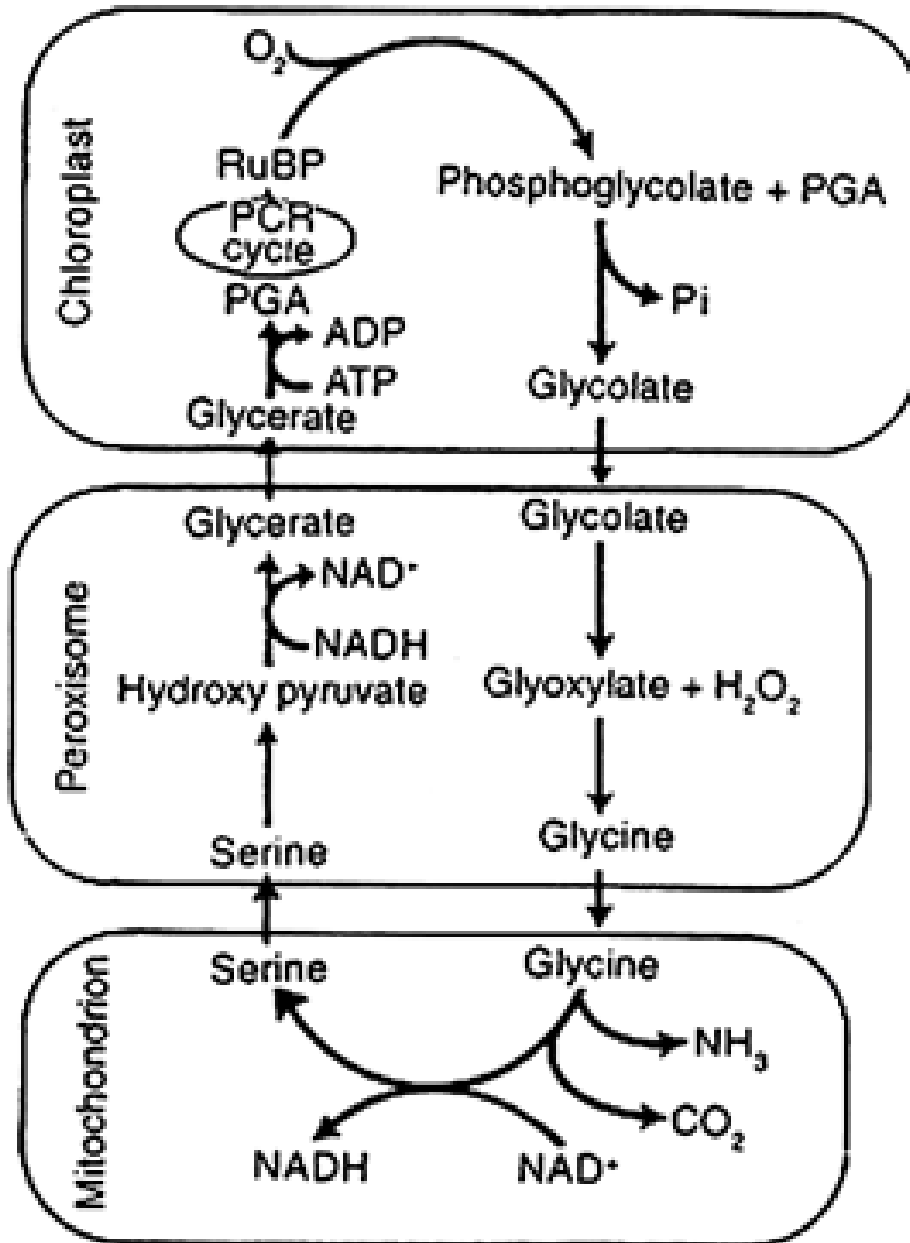 Chloroplast
O₂
RuBP
PCR
cycle
PGA
ADP
ATP
Glycerate
Phosphoglycolate + PGA
Pi
Glycolate
Peroxisome
Glycerate
NAD⁺
NADH
Hydroxy pyruvate
Serine
Glycolate
Glyoxylate + H₂O₂
Glycine
Mitochondrion
Serine
Glycine
NH₃
CO₂
NADH
NAD⁺